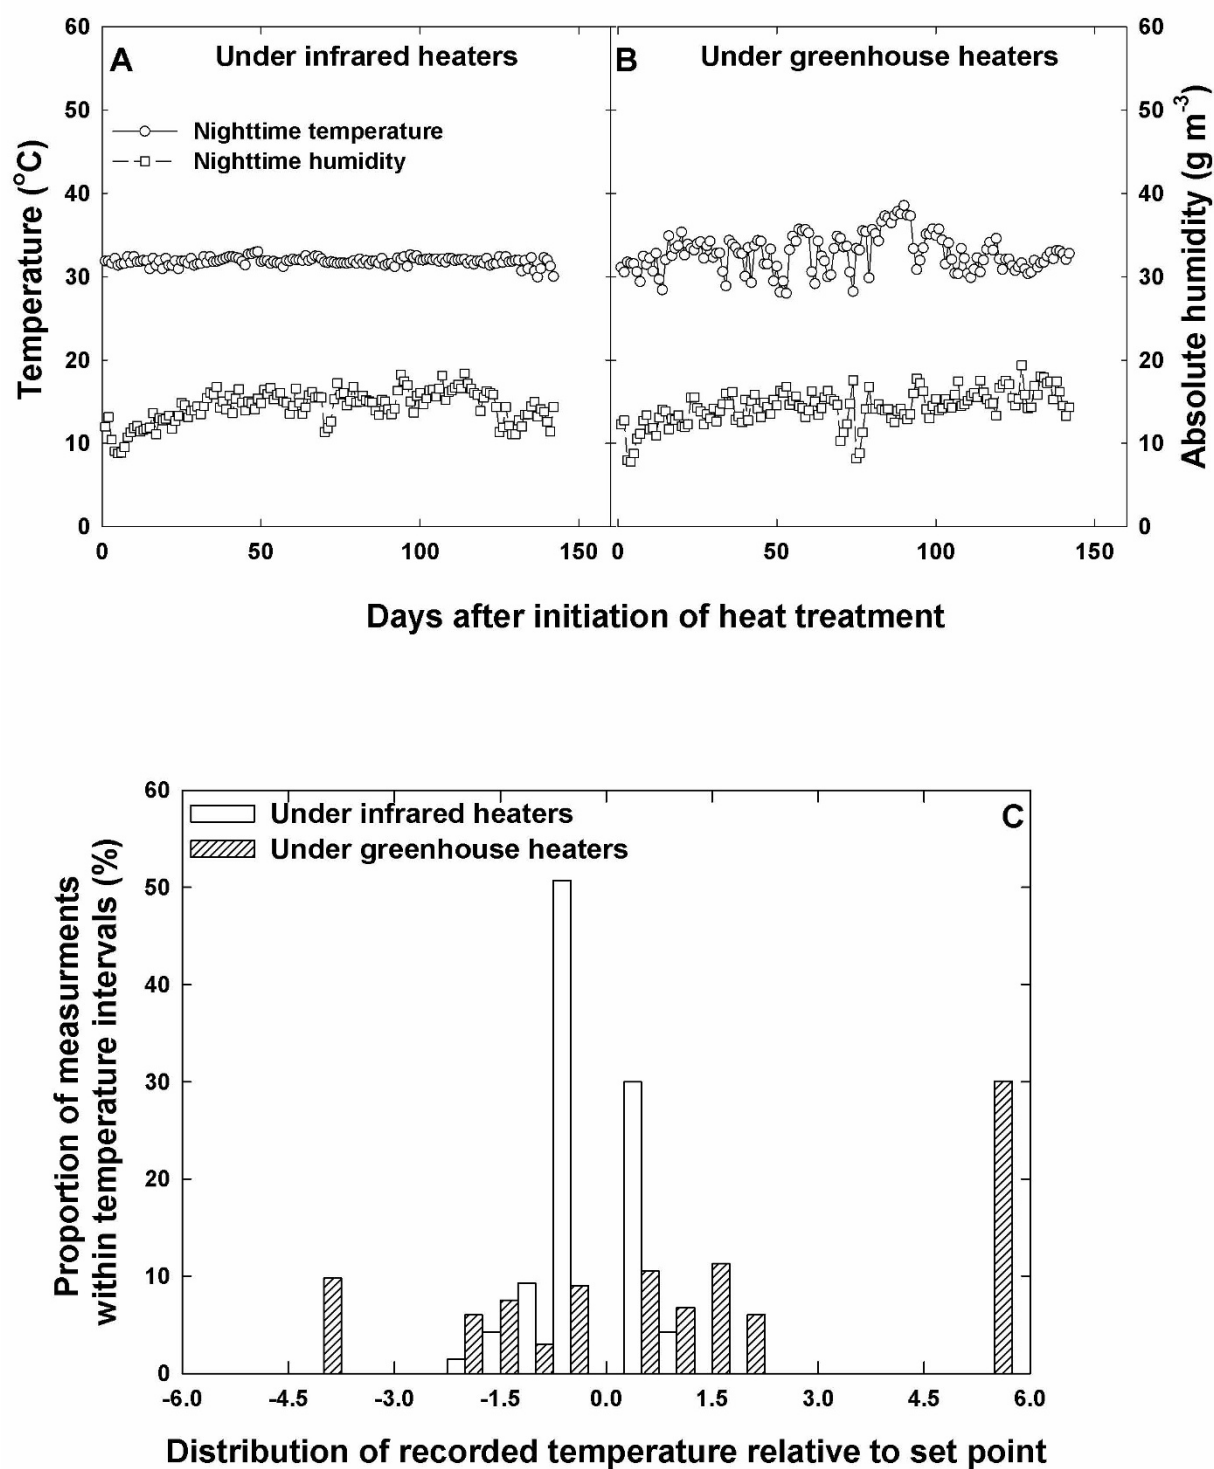 A Under infrared heaters
B Under greenhouse heaters
Nighttime temperature
Nighttime humidity
Temperature (°C)
60
50
40
30
20
10
0
Absolute humidity (g m-3)
60
50
40
30
20
10
0
0 50 100 150 0 50 100 150
Days after initiation of heat treatment
C
Under infrared heaters
Under greenhouse heaters
Proportion of measurments
within temperature intervals (%)
60
50
40
30
20
10
0
-6.0 -4.5 -3.0 -1.5 0.0 1.5 3.0 4.5 6.0
Distribution of recorded temperature relative to set point